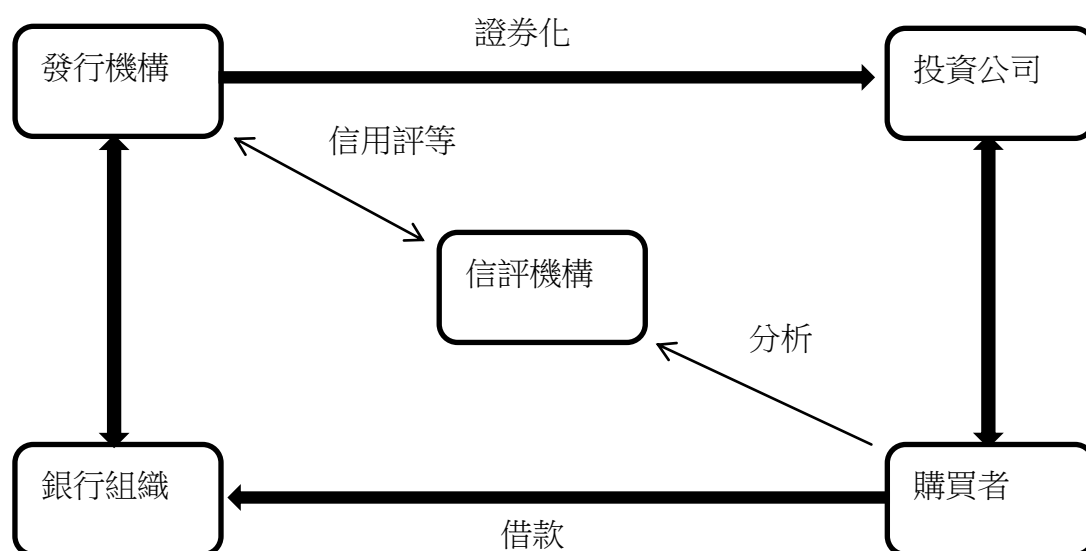 證券化
發行機構
投資公司
信用評等
信評機構
分析
銀行組織
購買者
借款